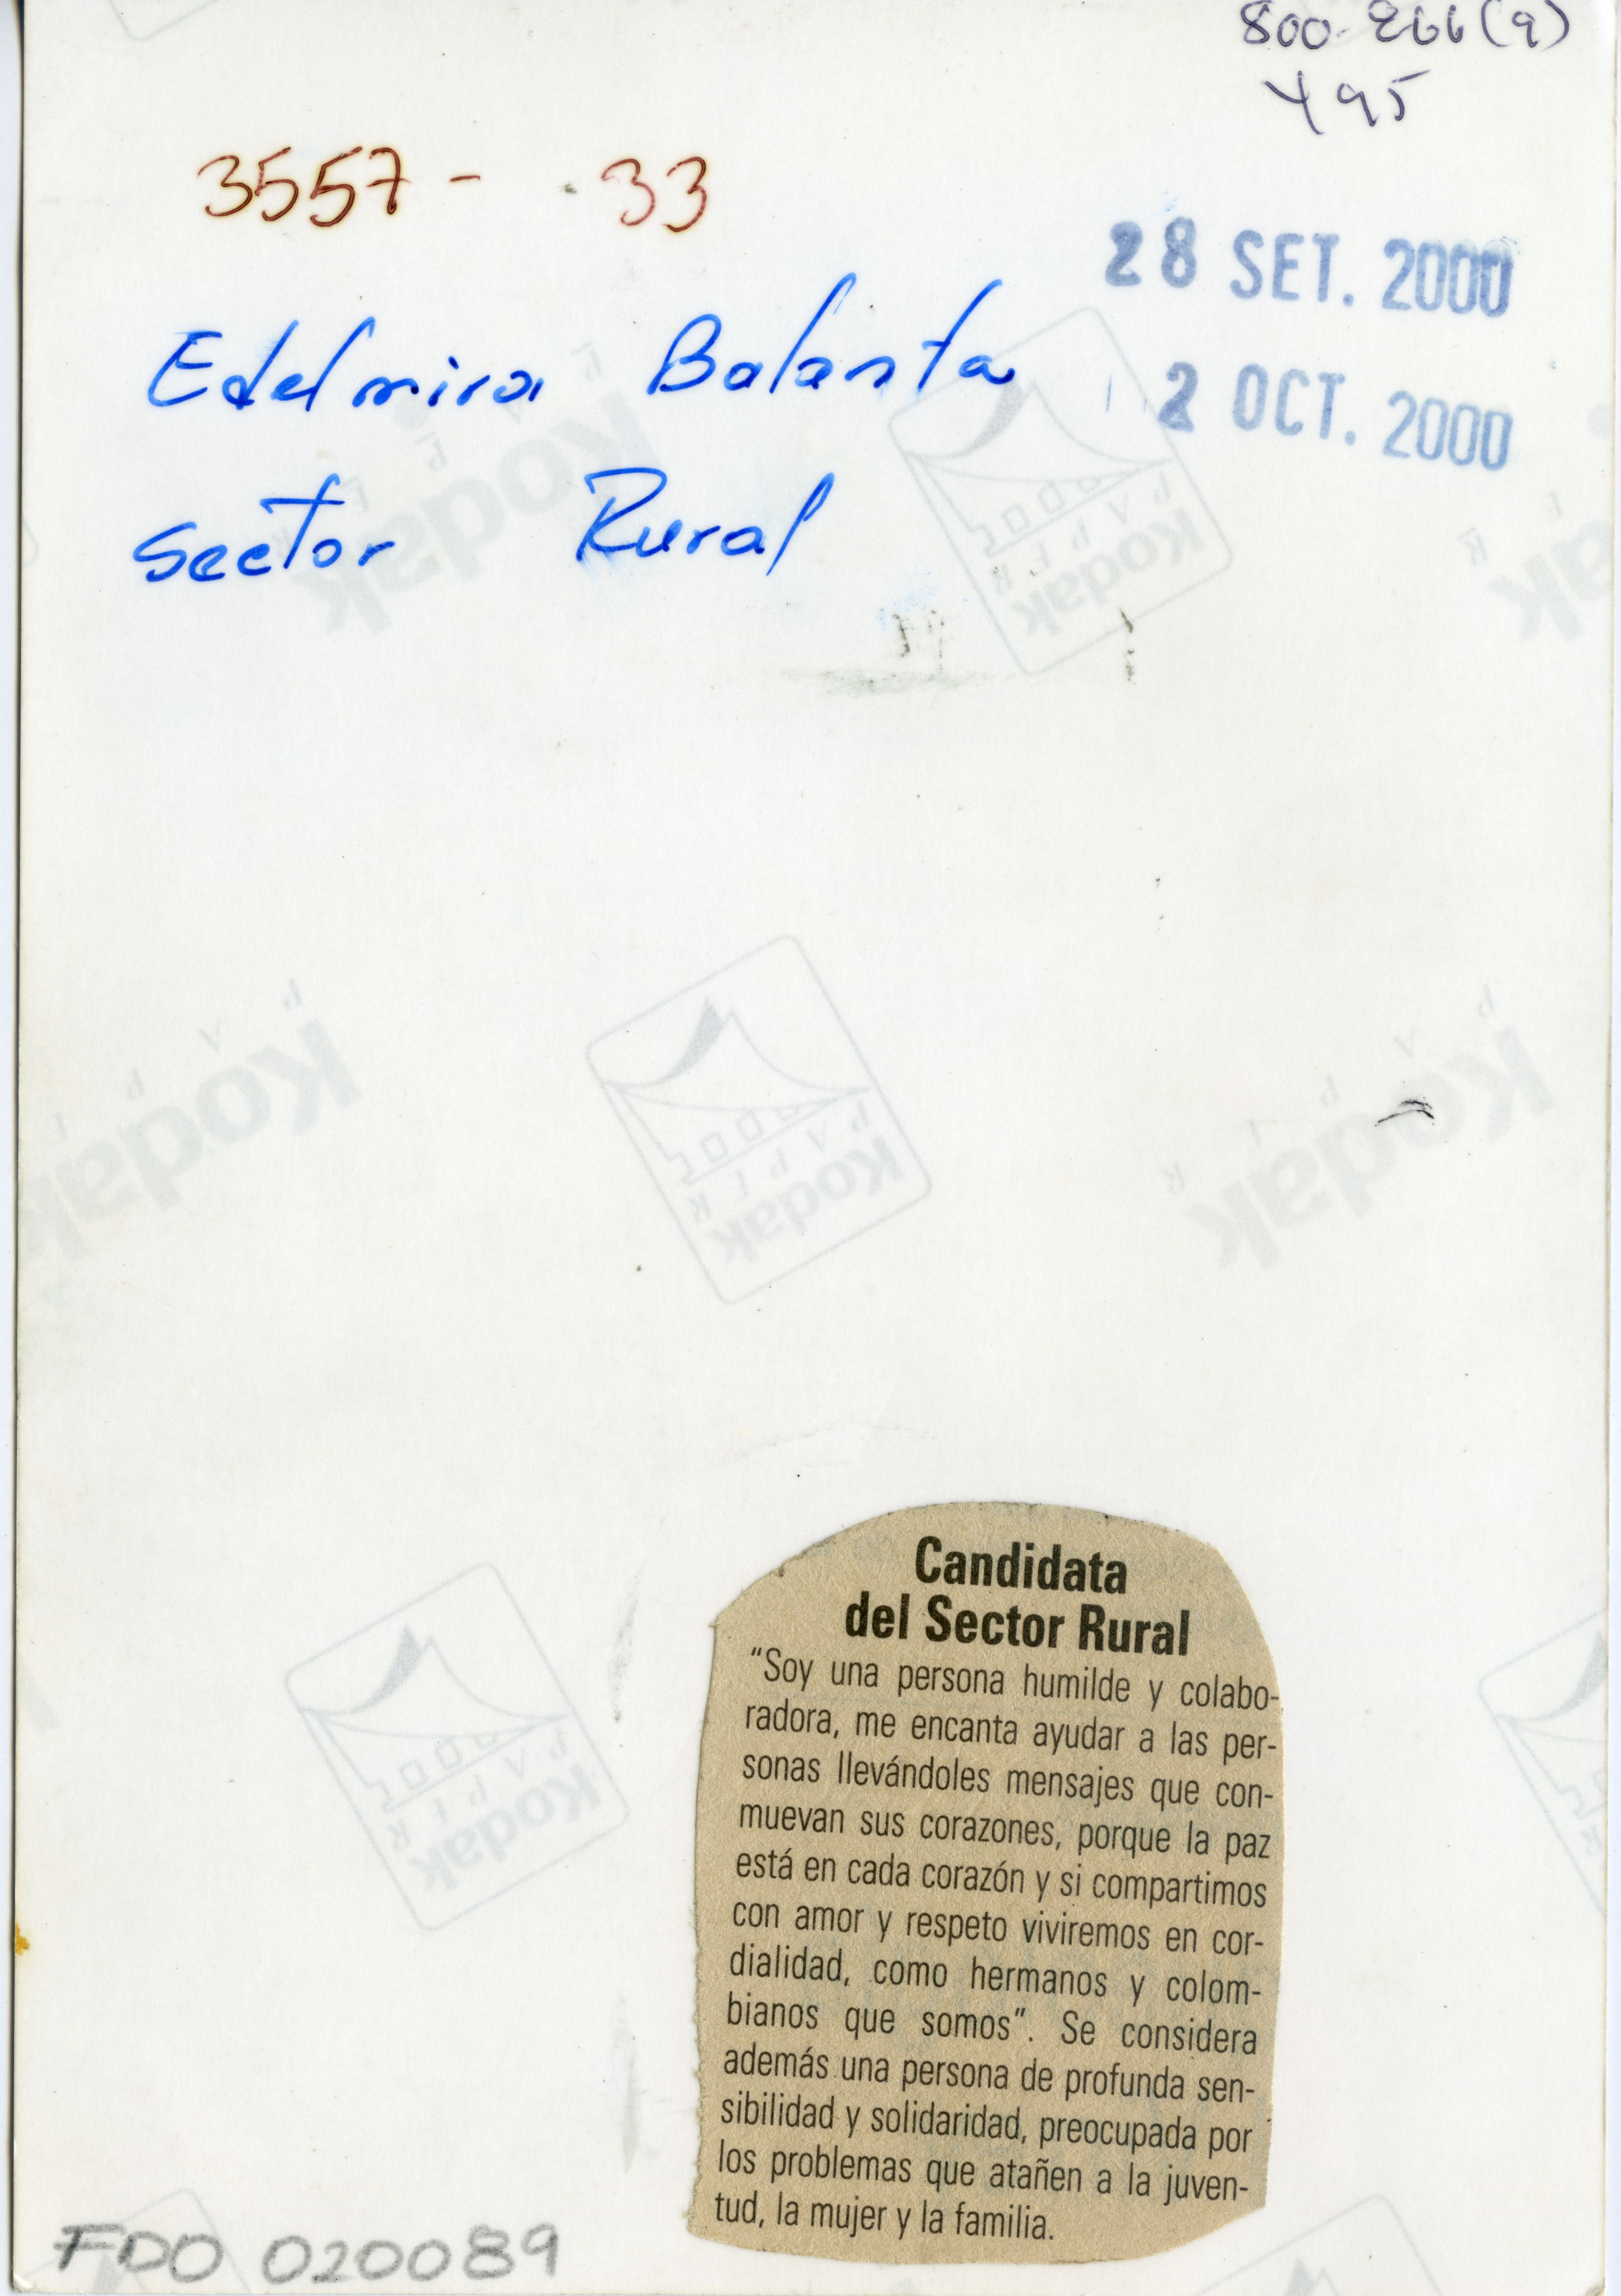 800-266(9)
495
3557 - 33
28 SET. 2000
Edelmira Balanta
2 OCT. 2000
Sector Rural
Kodak
PAPER
Candidata
del Sector Rural
"Soy una persona humilde y colabo-
radora, me encanta ayudar a las per-
sonas llevándoles mensajes que con-
muevan sus corazones, porque la paz
está en cada corazón y si compartimos
con amor y respeto viviremos en cor-
dialidad, como hermanos y colom-
bianos que somos". Se considera
además una persona de profunda sen-
sibilidad y solidaridad, preocupada por
los problemas que atañen a la juven-
tud, la mujer y la familia.
FDO 020089